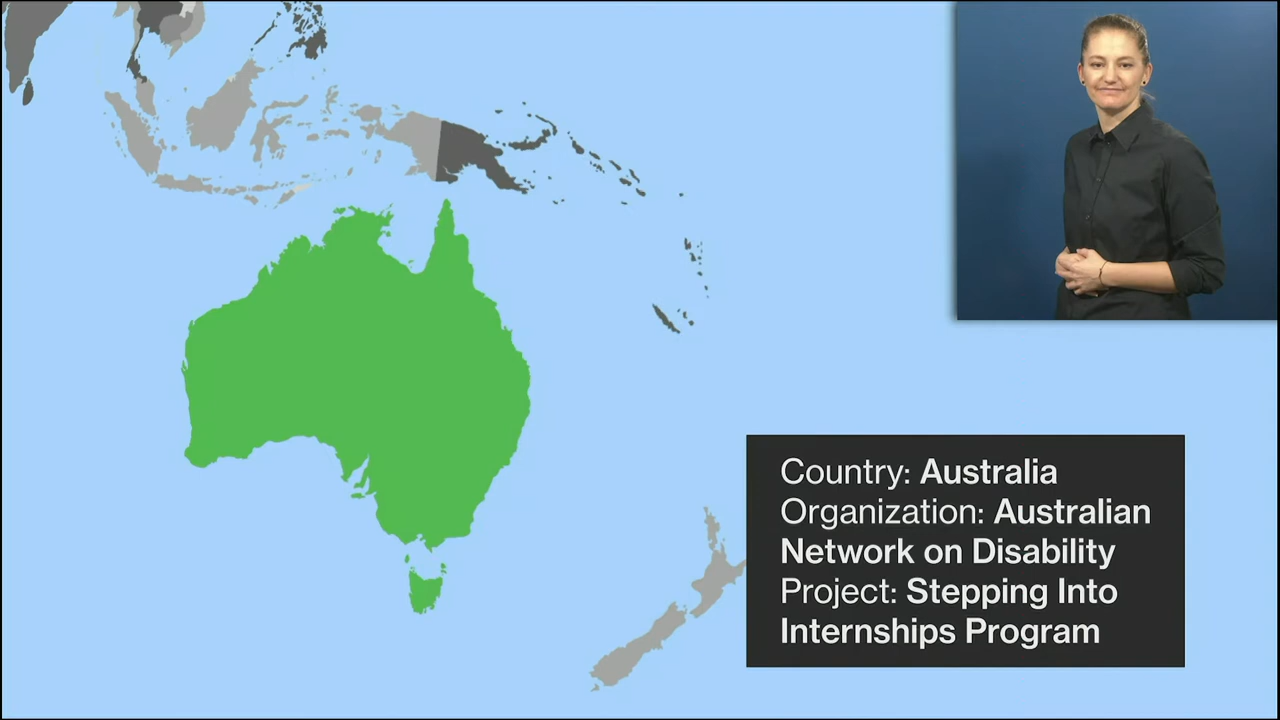 Country: Australia
Organization: Australian
Network on Disability
Project: Stepping Into
Internships Program